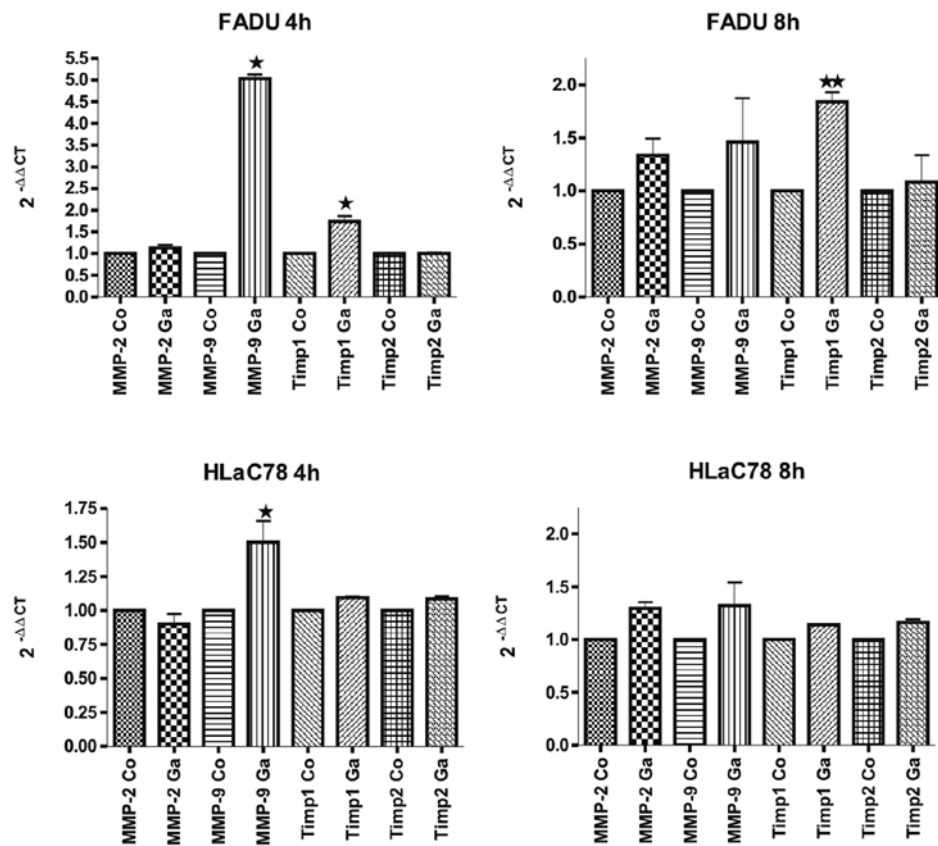 FADU 4h
5.5
5.0
4.5
4.0
3.5
3.0
2.5
2.0
1.5
1.0
0.5
0.0
2 -ΔΔCT
MMP-2 Co
MMP-2 Ga
MMP-9 Co
MMP-9 Ga
Timp1 Co
Timp1 Ga
Timp2 Co
Timp2 Ga
FADU 8h
2.0
1.5
1.0
0.5
0.0
2 -ΔΔCT
MMP-2 Co
MMP-2 Ga
MMP-9 Co
MMP-9 Ga
Timp1 Co
Timp1 Ga
Timp2 Co
Timp2 Ga
HLaC78 4h
1.75
1.50
1.25
1.00
0.75
0.50
0.25
0.00
2 -ΔΔCT
MMP-2 Co
MMP-2 Ga
MMP-9 Co
MMP-9 Ga
Timp1 Co
Timp1 Ga
Timp2 Co
Timp2 Ga
HLaC78 8h
2.0
1.5
1.0
0.5
0.0
2 -ΔΔCT
MMP-2 Co
MMP-2 Ga
MMP-9 Co
MMP-9 Ga
Timp1 Co
Timp1 Ga
Timp2 Co
Timp2 Ga